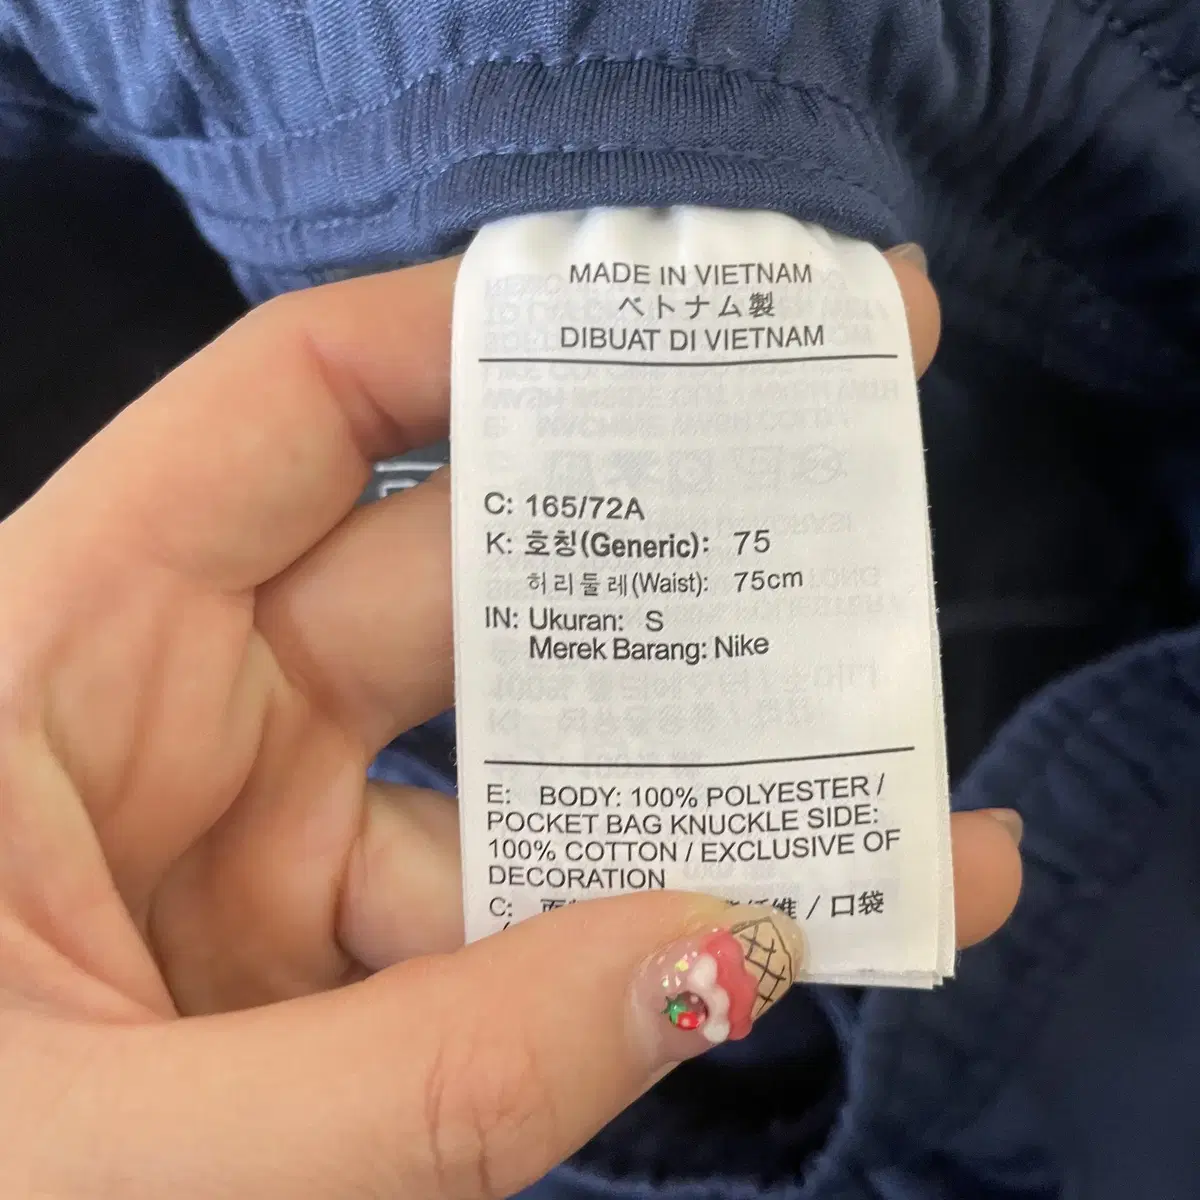 MADE IN VIETNAM
ベトナム製
DIBUAT DI VIETNAM
C: 165/72A
K: 호칭(Generic): 75
허리둘레(Waist): 75cm
IN: Ukuran: S
Merek Barang: Nike
E: BODY: 100% POLYESTER /
POCKET BAG KNUCKLE SIDE:
100% COTTON / EXCLUSIVE OF
DECORATION
C: / 口袋